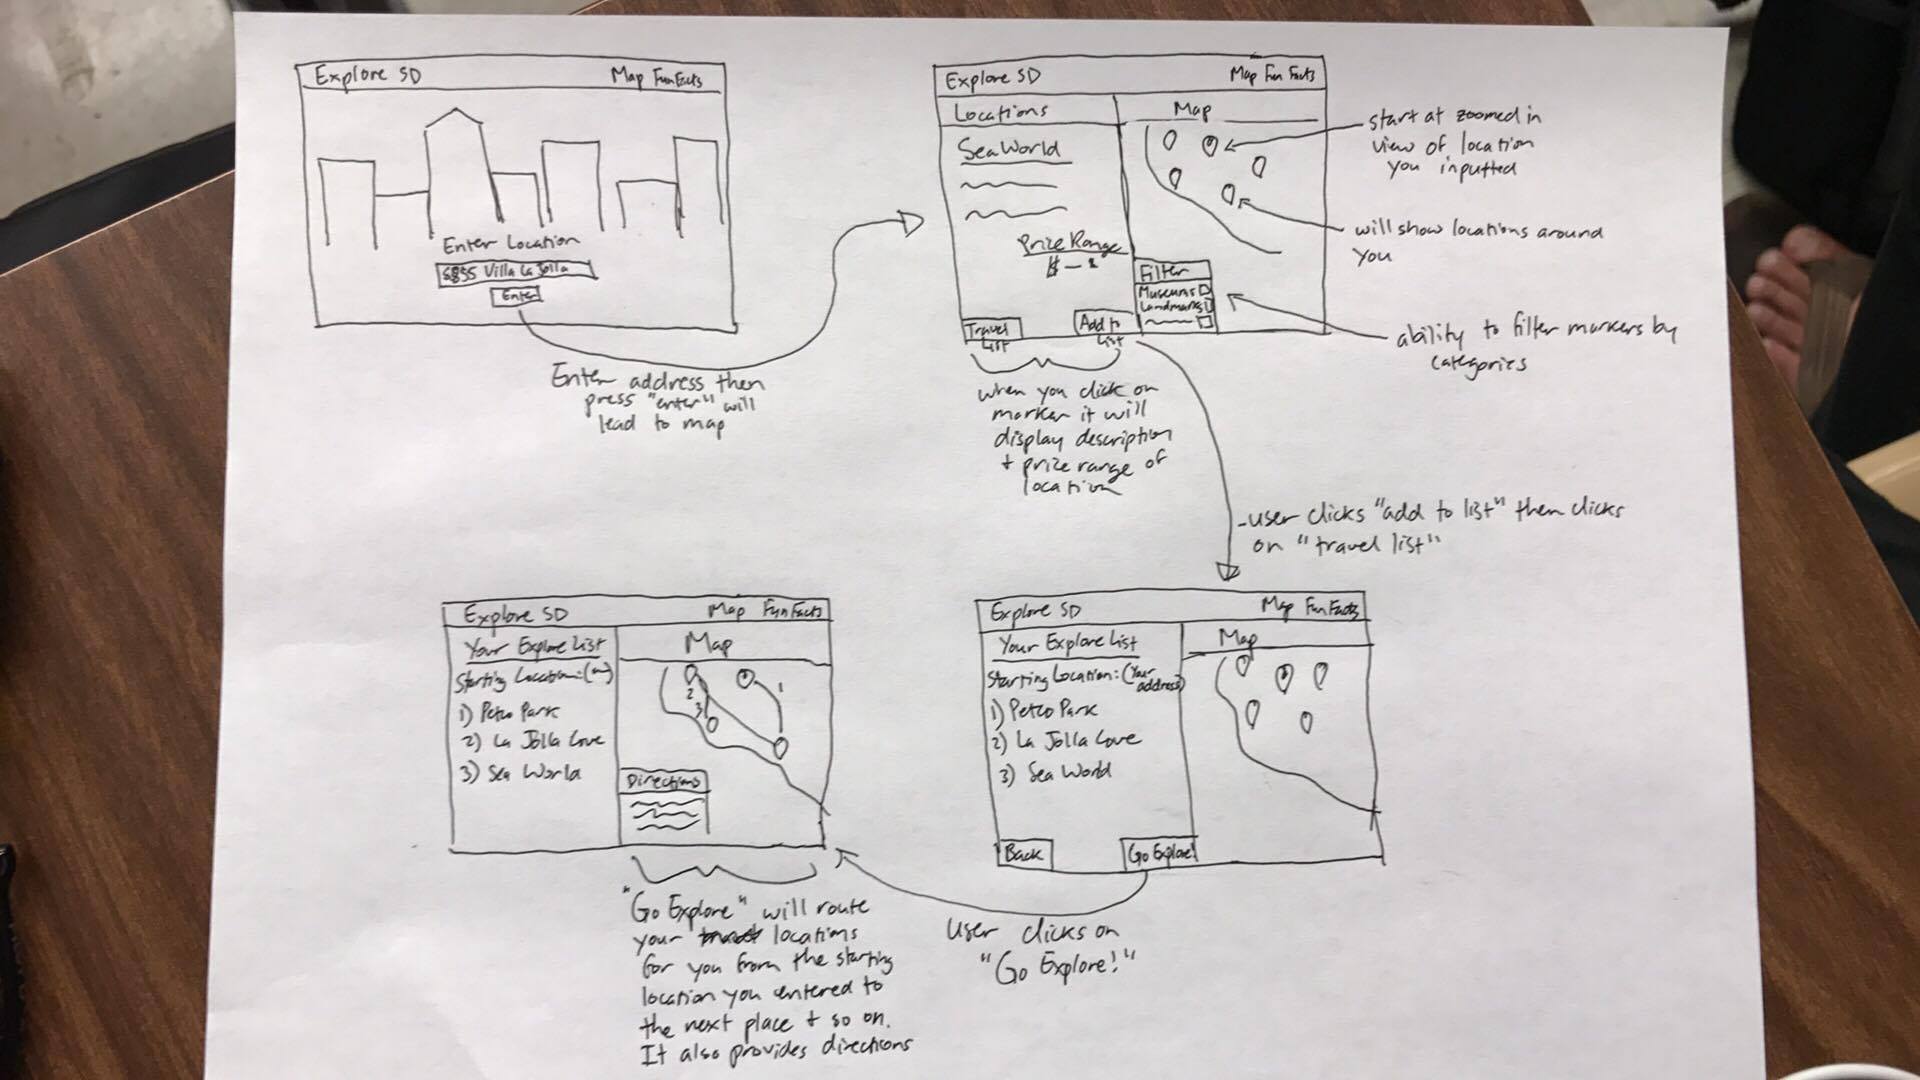 Explore SD Map Fun Facts
Enter Location
Villa La Jolla
Enter
Enter address then
press "enter" will
lead to map
Explore SD Map Fun Facts
Locations
Map
Sea World
Prize Range
$ —
Filter
Museums
Landmarks
Travel
List
Add to
List
start at zoomed in
view of location
you inputted
will show locations around
you
ability to filter markers by
categories
when you click on
marker it will
display description
+ prize range of
location
-user clicks "add to list" then clicks
on "travel list"
Explore SD Map Fun Facts
Your Explore List
Map
Starting Location: (Your
address)
1) Petco Park
2) La Jolla Cove
3) Sea World
Back
Go Explore!
User clicks on
"Go Explore!"
Explore SD Map Fun Facts
Your Explore List
Map
Starting Location:
1) Petco Park
2) La Jolla Cove
3) Sea World
1
2
3
Directions
"Go Explore" will route
your locations
for you from the starting
location you entered to
the next place + so on.
It also provides directions